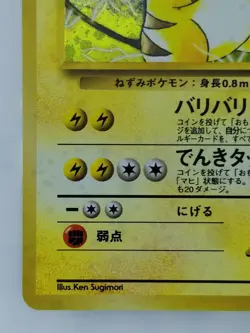 ねずみポケモン：身長0.8m
バリバリ
コインを投げて「おも
ジを追加して、自分に
ルギーカードを、すべて
でんきタ
コインを投げて「お
「マヒ」状態にする。
も20ダメージ。
にげる
弱点
Illus.Ken Sugimori